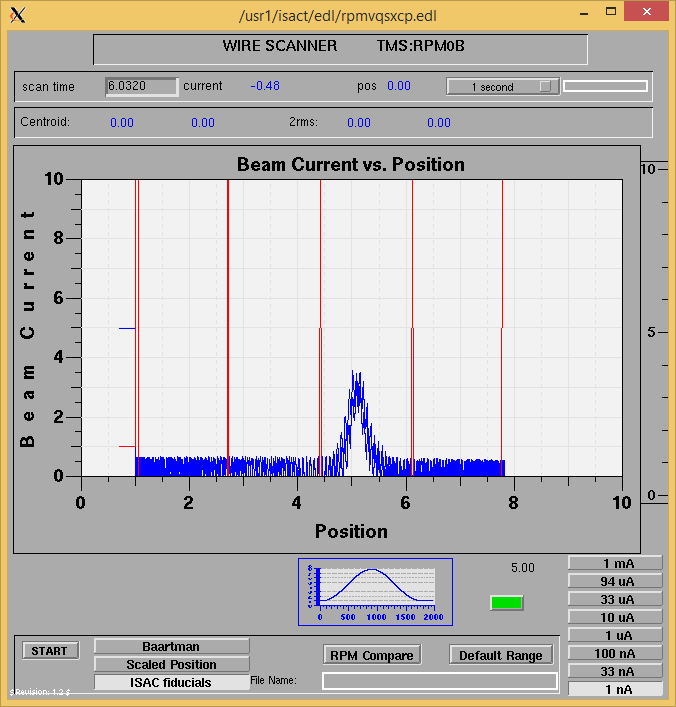 /usr1/isact/edl/rpmvqsxcp.edl
WIRE SCANNER TMS:RPM0B
scan time 6.0320 current -0.48 pos 0.00 1 second
Centroid: 0.00 0.00 2rms: 0.00 0.00
Beam Current vs. Position
10
8
6
4
2
0
Beam Current
0 2 4 6 8 10
Position
10
5
0
8
0 500 1000 1500 2000
5.00
1 mA
94 uA
33 uA
10 uA
1 uA
100 nA
33 nA
1 nA
START
Baartman
Scaled Position
ISAC fiducials
RPM Compare
Default Range
File Name:
$Revision: 1.2 $